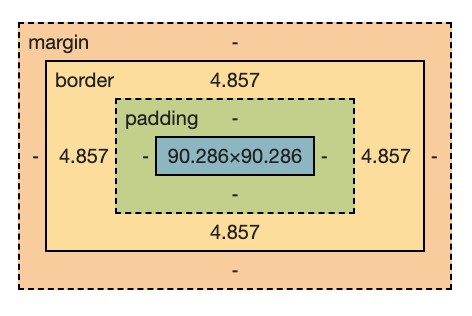 margin -
border 4.857
padding -
- 4.857 - 90.286×90.286 - 4.857 -
-
4.857
-